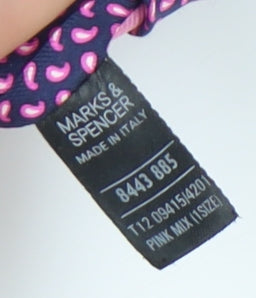 MARKS &
SPENCER
MADE IN ITALY
8443 885
T12 09415/4201
PINK MIX (1SIZE)